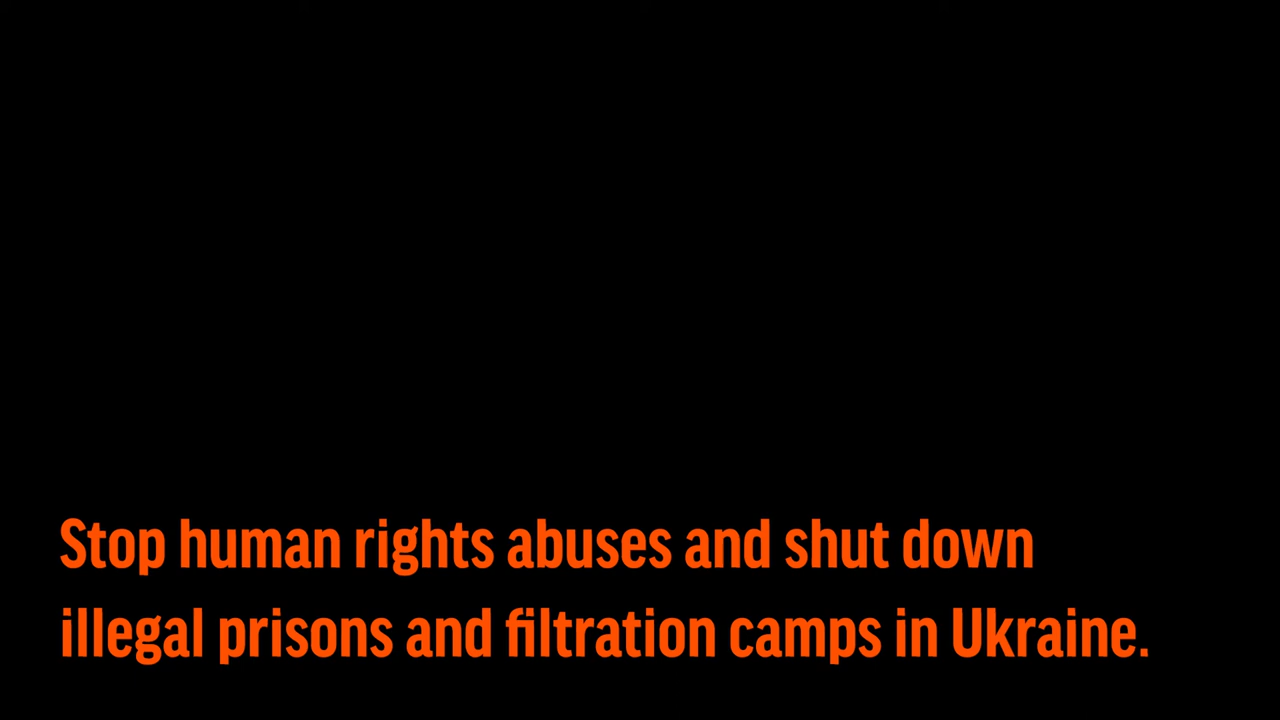 Stop human rights abuses and shut down
illegal prisons and filtration camps in Ukraine.